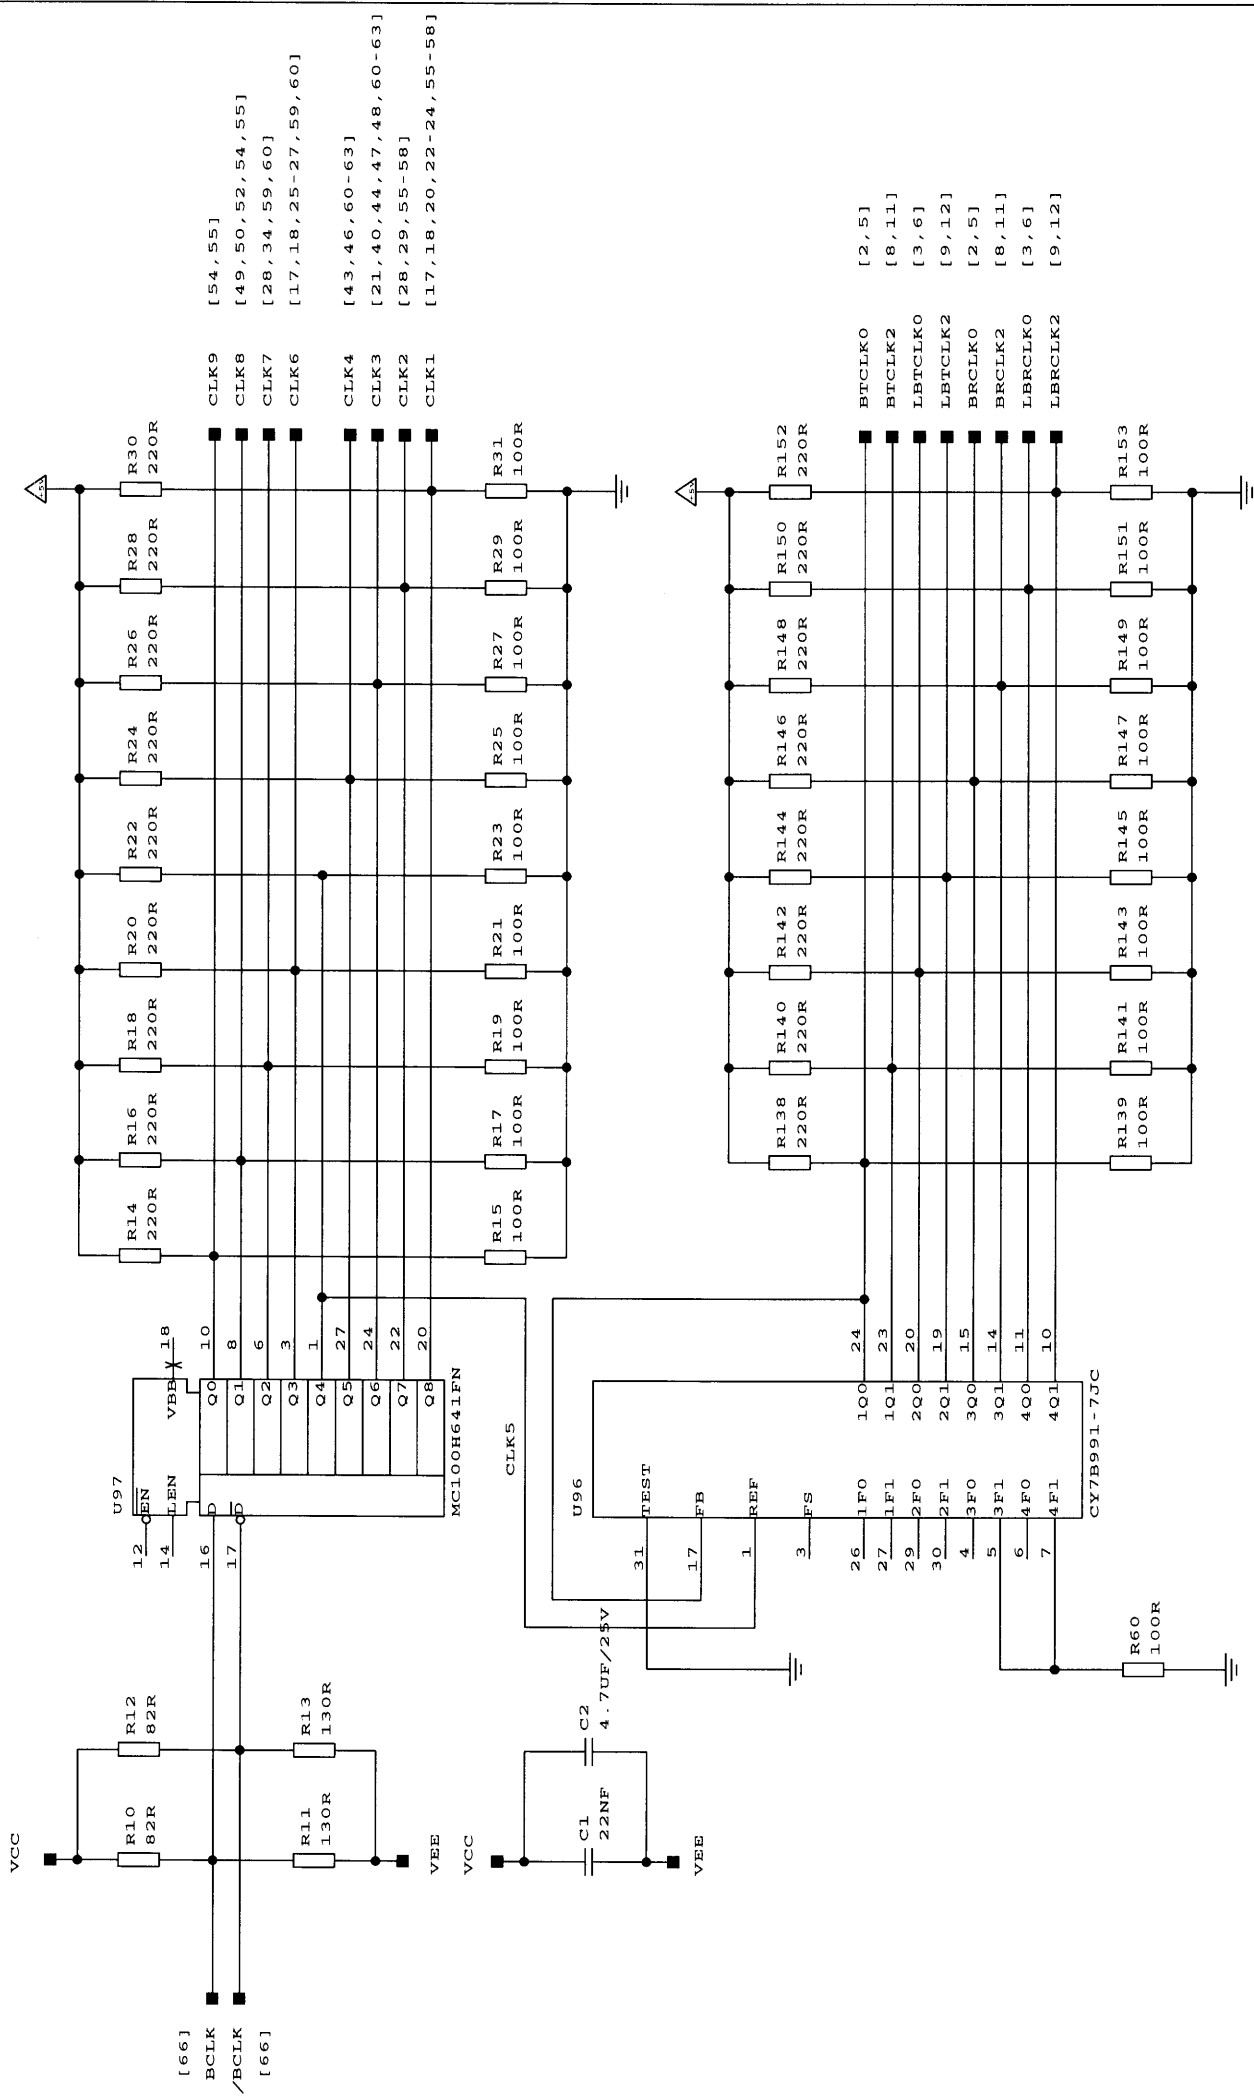 [66]
BCLK
/BCLK
[66]
VCC
R10
82R
R12
82R
R11
130R
R13
130R
VEE
VCC
C1
22NF
C2
4.7UF/25V
VEE
U97
12
EN
14
LEN
16
D
17
D
VBB
18
Q0
10
Q1
8
Q2
6
Q3
3
Q4
1
Q5
27
Q6
24
Q7
22
Q8
20
MC100H641FN
R14
220R
R16
220R
R18
220R
R20
220R
R22
220R
R24
220R
R26
220R
R28
220R
R30
220R
R15
100R
R17
100R
R19
100R
R21
100R
R23
100R
R25
100R
R27
100R
R29
100R
R31
100R
CLK9 [54,55]
CLK8 [49,50,52,54,55]
CLK7 [28,34,59,60]
CLK6 [17,18,25-27,59,60]
CLK4 [43,46,60-63]
CLK3 [21,40,44,47,48,60-63]
CLK2 [28,29,55-58]
CLK1 [17,18,20,22-24,55-58]
CLK5
U96
31
TEST
17
FB
1
REF
3
FS
26
1F0
27
1F1
29
2F0
30
2F1
4
3F0
5
3F1
6
4F0
7
4F1
1Q0
24
1Q1
23
2Q0
20
2Q1
19
3Q0
15
3Q1
14
4Q0
11
4Q1
10
CY7B991-7JC
R60
100R
R138
220R
R140
220R
R142
220R
R144
220R
R146
220R
R148
220R
R150
220R
R152
220R
R139
100R
R141
100R
R143
100R
R145
100R
R147
100R
R149
100R
R151
100R
R153
100R
BTCLK0 [2,5]
BTCLK2 [8,11]
LBTCLK0 [3,6]
LBTCLK2 [9,12]
BRCLK0 [2,5]
BRCLK2 [8,11]
LBRCLK0 [3,6]
LBRCLK2 [9,12]